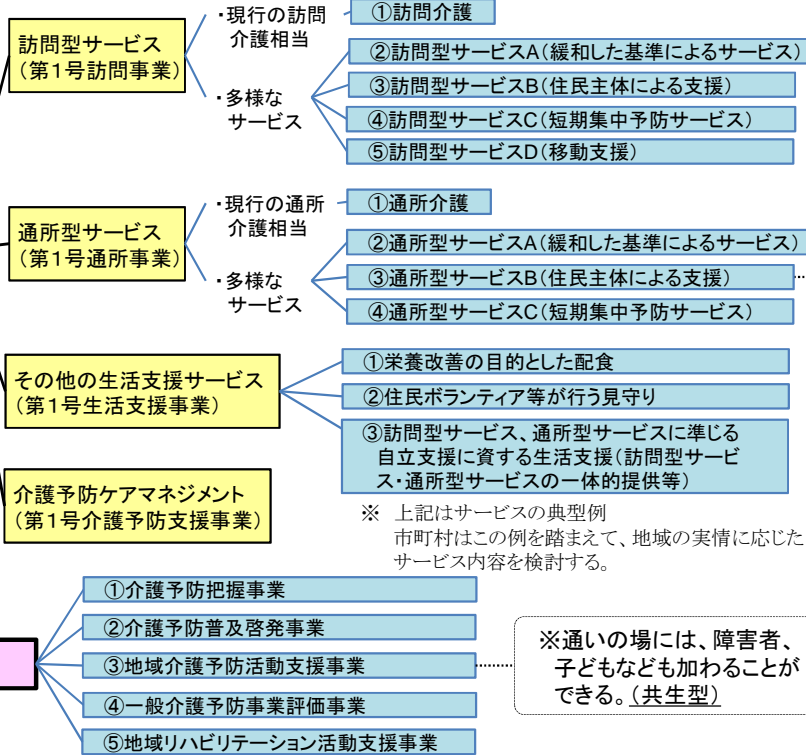 訪問型サービス
(第1号訪問事業)
・現行の訪問
介護相当
①訪問介護
・多様な
サービス
②訪問型サービスA(緩和した基準によるサービス)
③訪問型サービスB(住民主体による支援)
④訪問型サービスC(短期集中予防サービス)
⑤訪問型サービスD(移動支援)
通所型サービス
(第1号通所事業)
・現行の通所
介護相当
①通所介護
・多様な
サービス
②通所型サービスA(緩和した基準によるサービス)
③通所型サービスB(住民主体による支援)
④通所型サービスC(短期集中予防サービス)
その他の生活支援サービス
(第1号生活支援事業)
①栄養改善の目的とした配食
②住民ボランティア等が行う見守り
③訪問型サービス、通所型サービスに準じる
自立支援に資する生活支援(訪問型サービ
ス・通所型サービスの一体的提供等)
介護予防ケアマネジメント
(第1号介護予防支援事業)
※ 上記はサービスの典型例
市町村はこの例を踏まえて、地域の実情に応じた
サービス内容を検討する。
①介護予防把握事業
②介護予防普及啓発事業
③地域介護予防活動支援事業
④一般介護予防事業評価事業
⑤地域リハビリテーション活動支援事業
※通いの場には、障害者、
子どもなども加わることが
できる。(共生型)